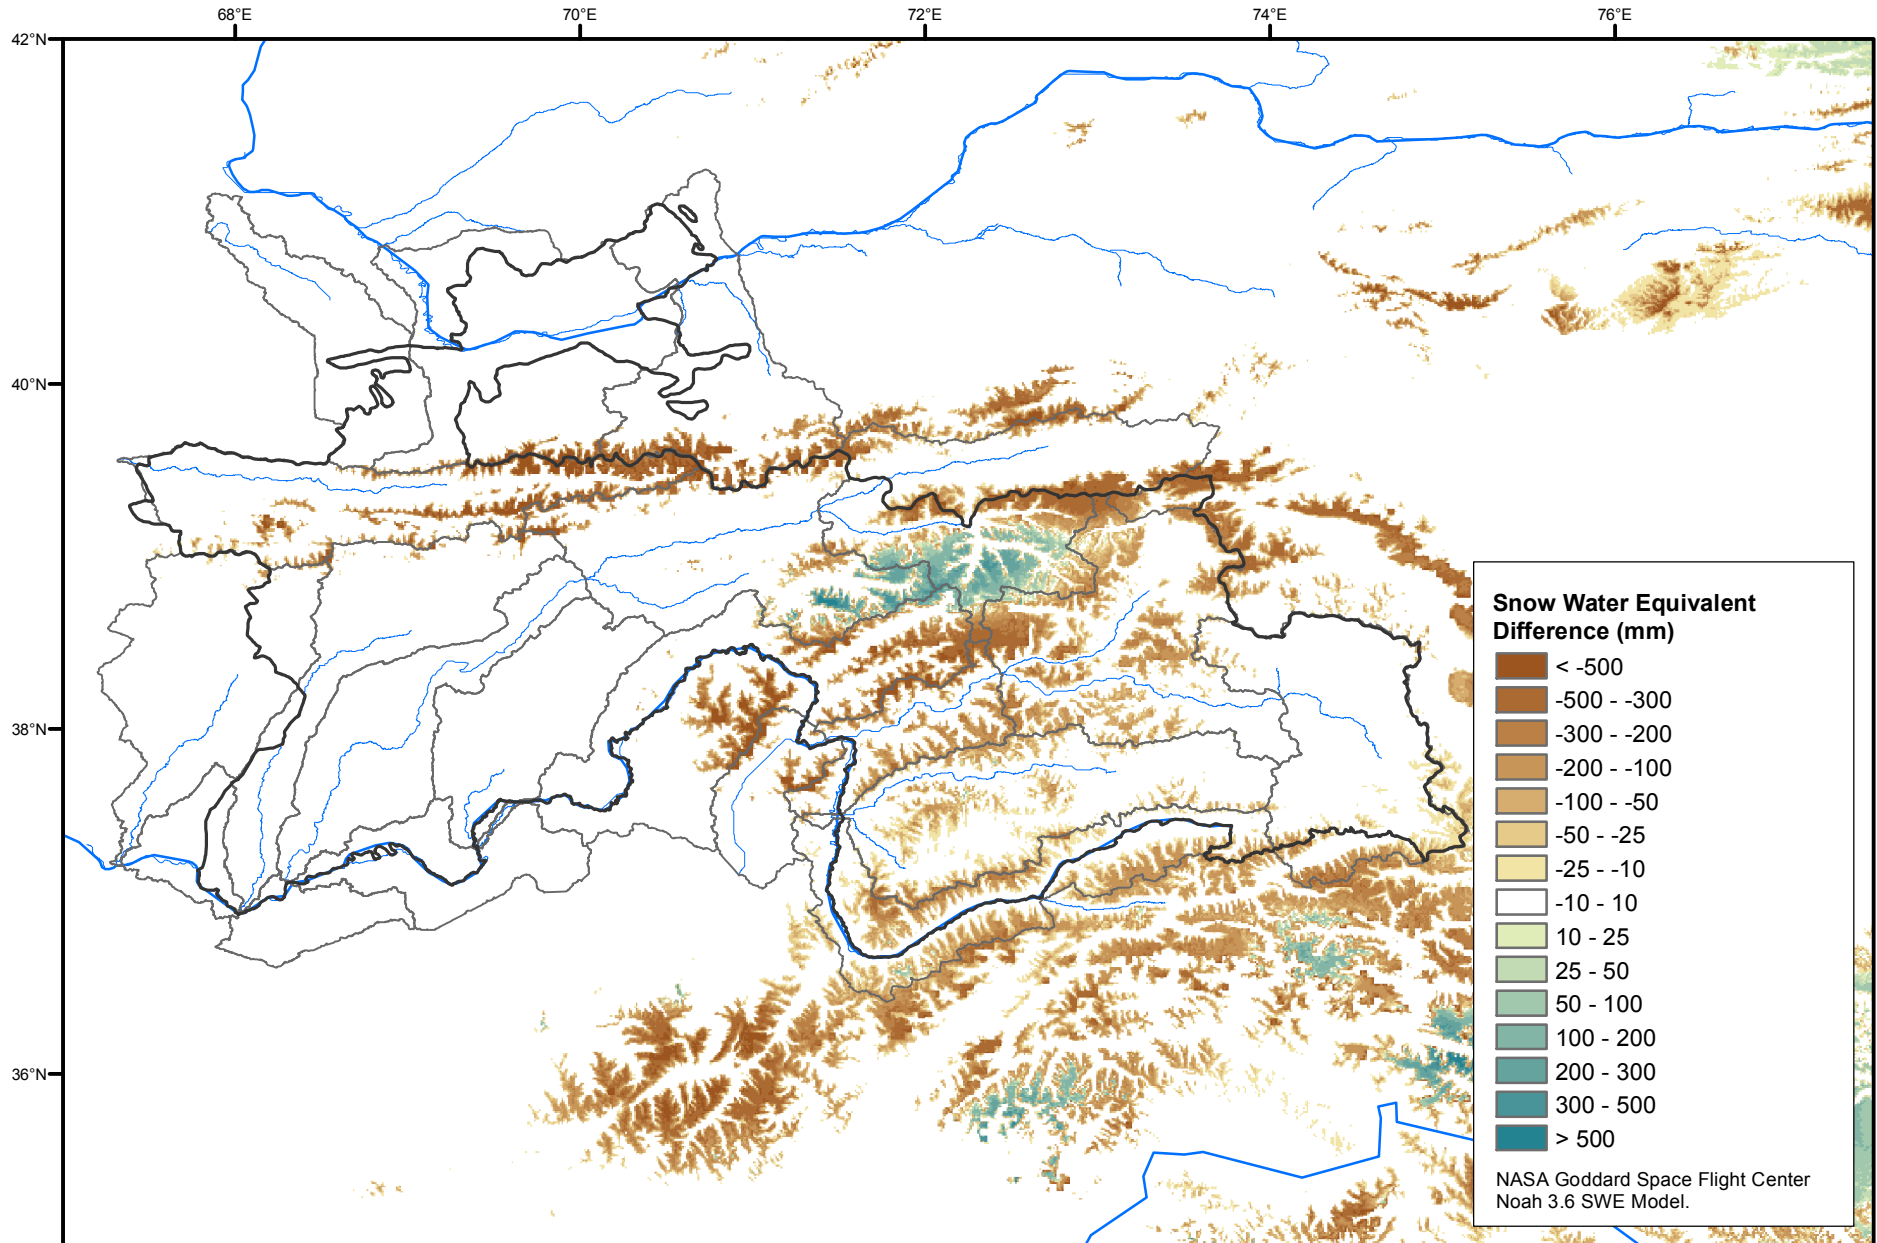 68°E 70°E 72°E 74°E 76°E
42°N
40°N
38°N
36°N
Snow Water Equivalent
Difference (mm)
< -500
-500 - -300
-300 - -200
-200 - -100
-100 - -50
-50 - -25
-25 - -10
-10 - 10
10 - 25
25 - 50
50 - 100
100 - 200
200 - 300
300 - 500
> 500
NASA Goddard Space Flight Center
Noah 3.6 SWE Model.